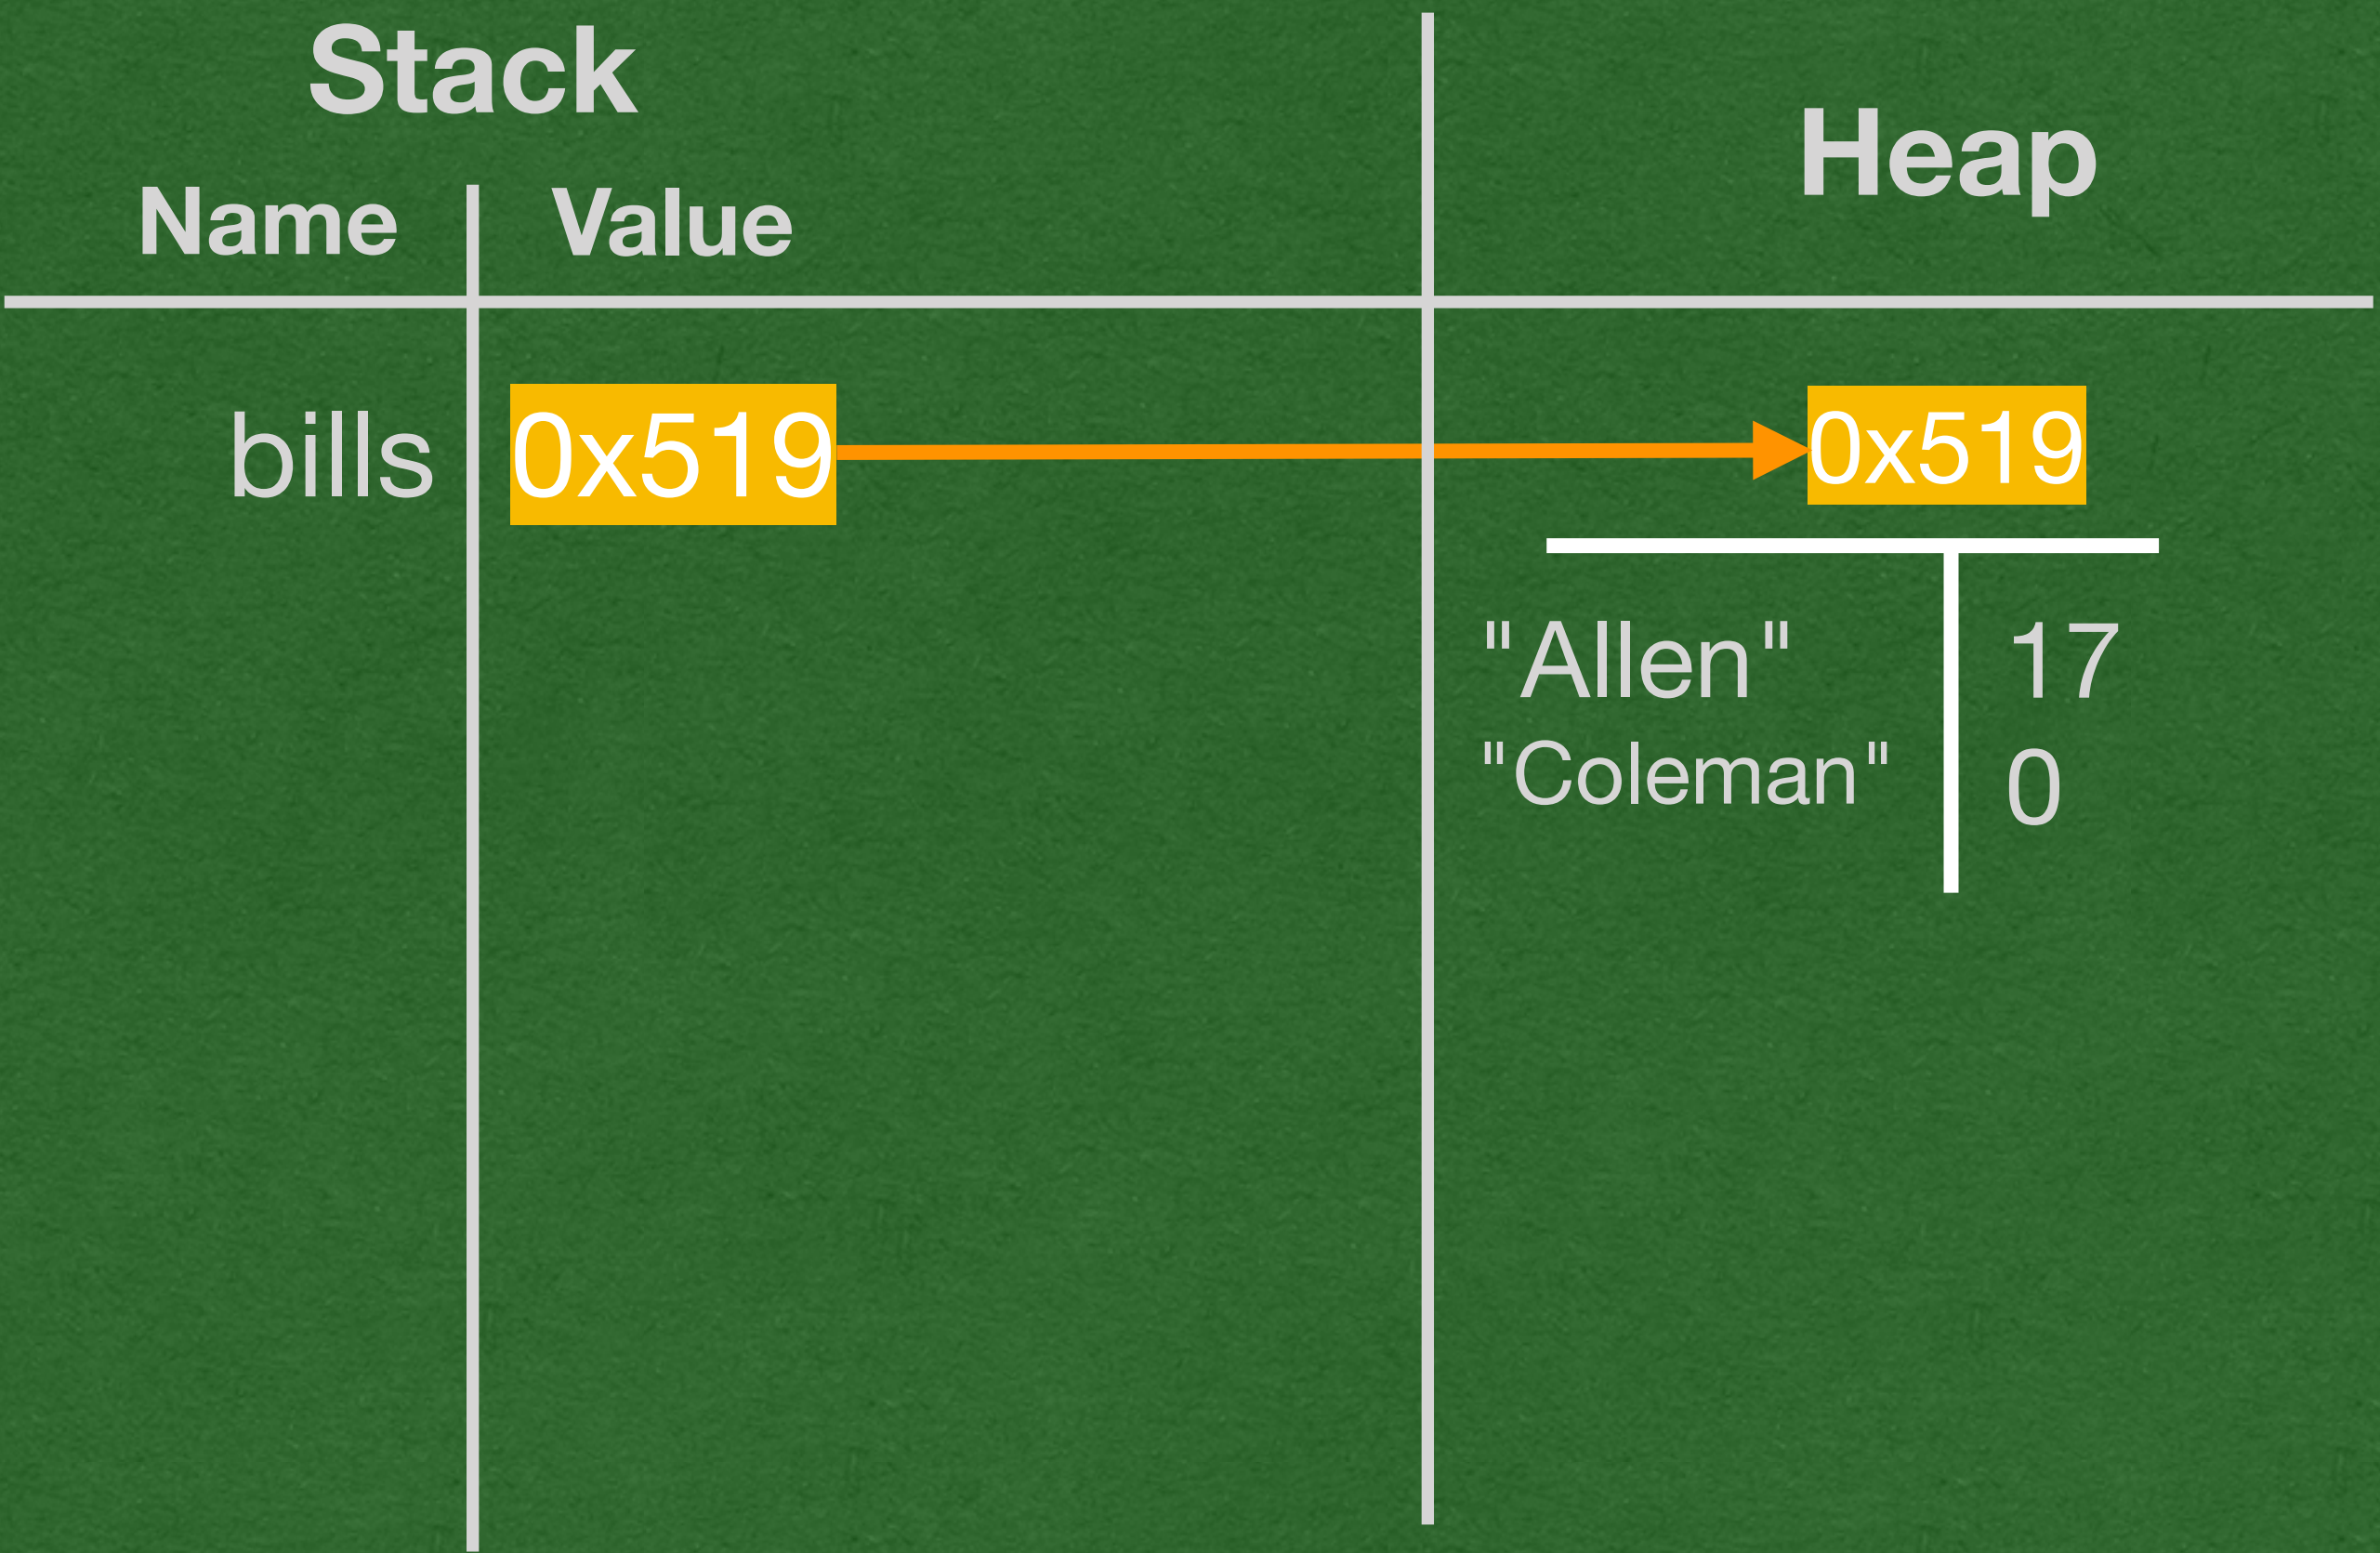 Stack
Heap
Name Value
bills 0x519 0x519
"Allen" 17
"Coleman" 0